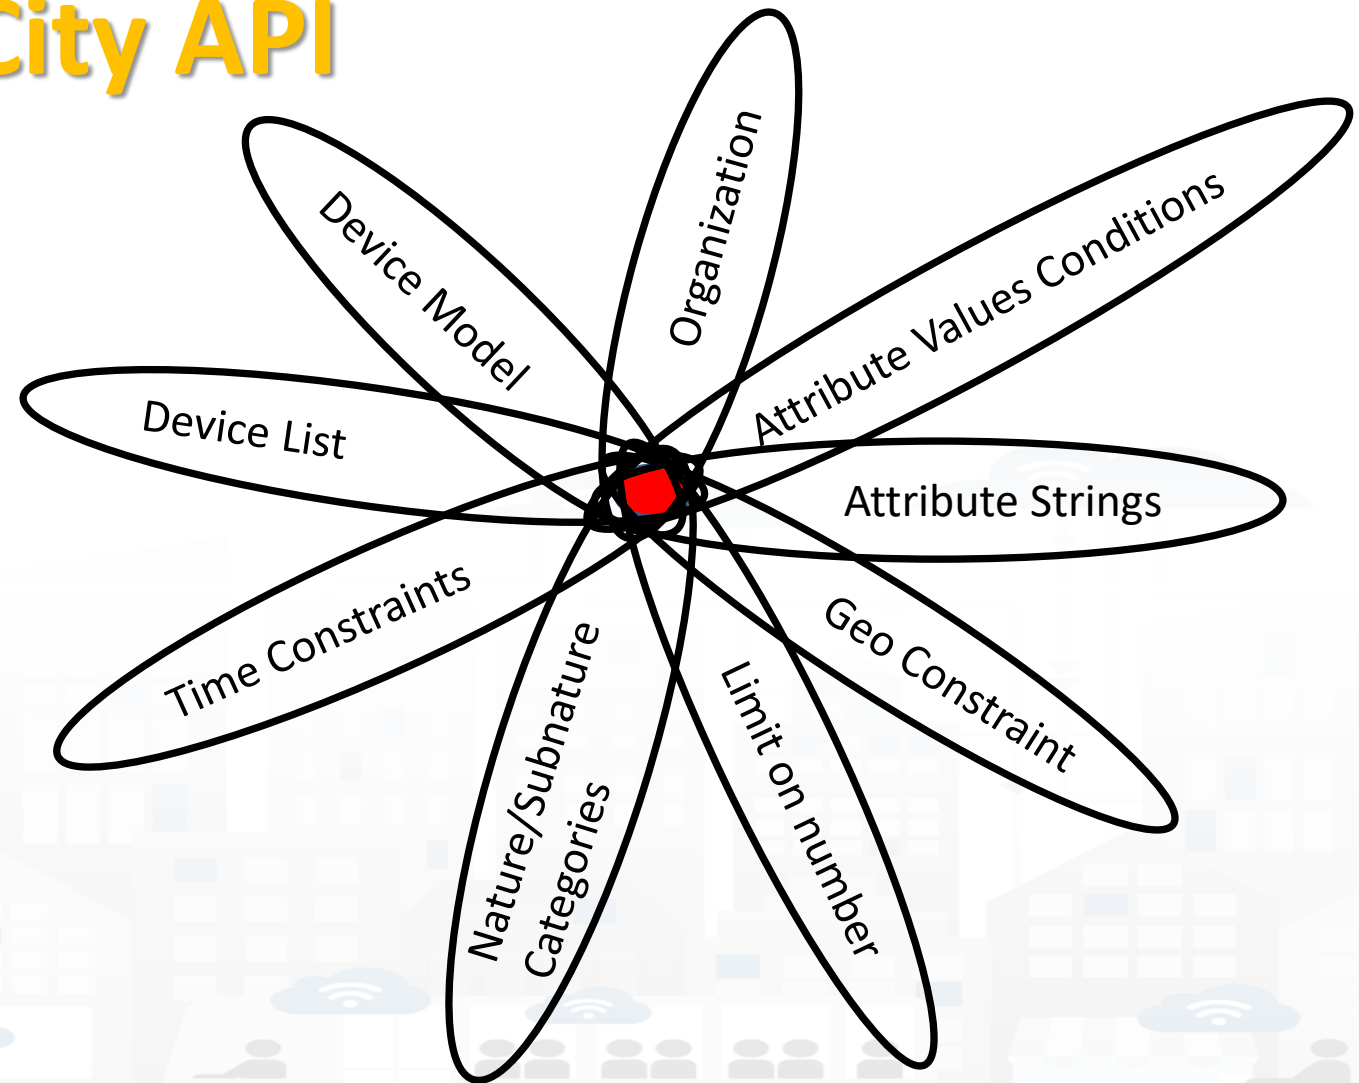 City API
Organization
Device Model
Attribute Values Conditions
Device List
Attribute Strings
Time Constraints
Geo Constraint
Nature/Subnature
Categories
Limit on number